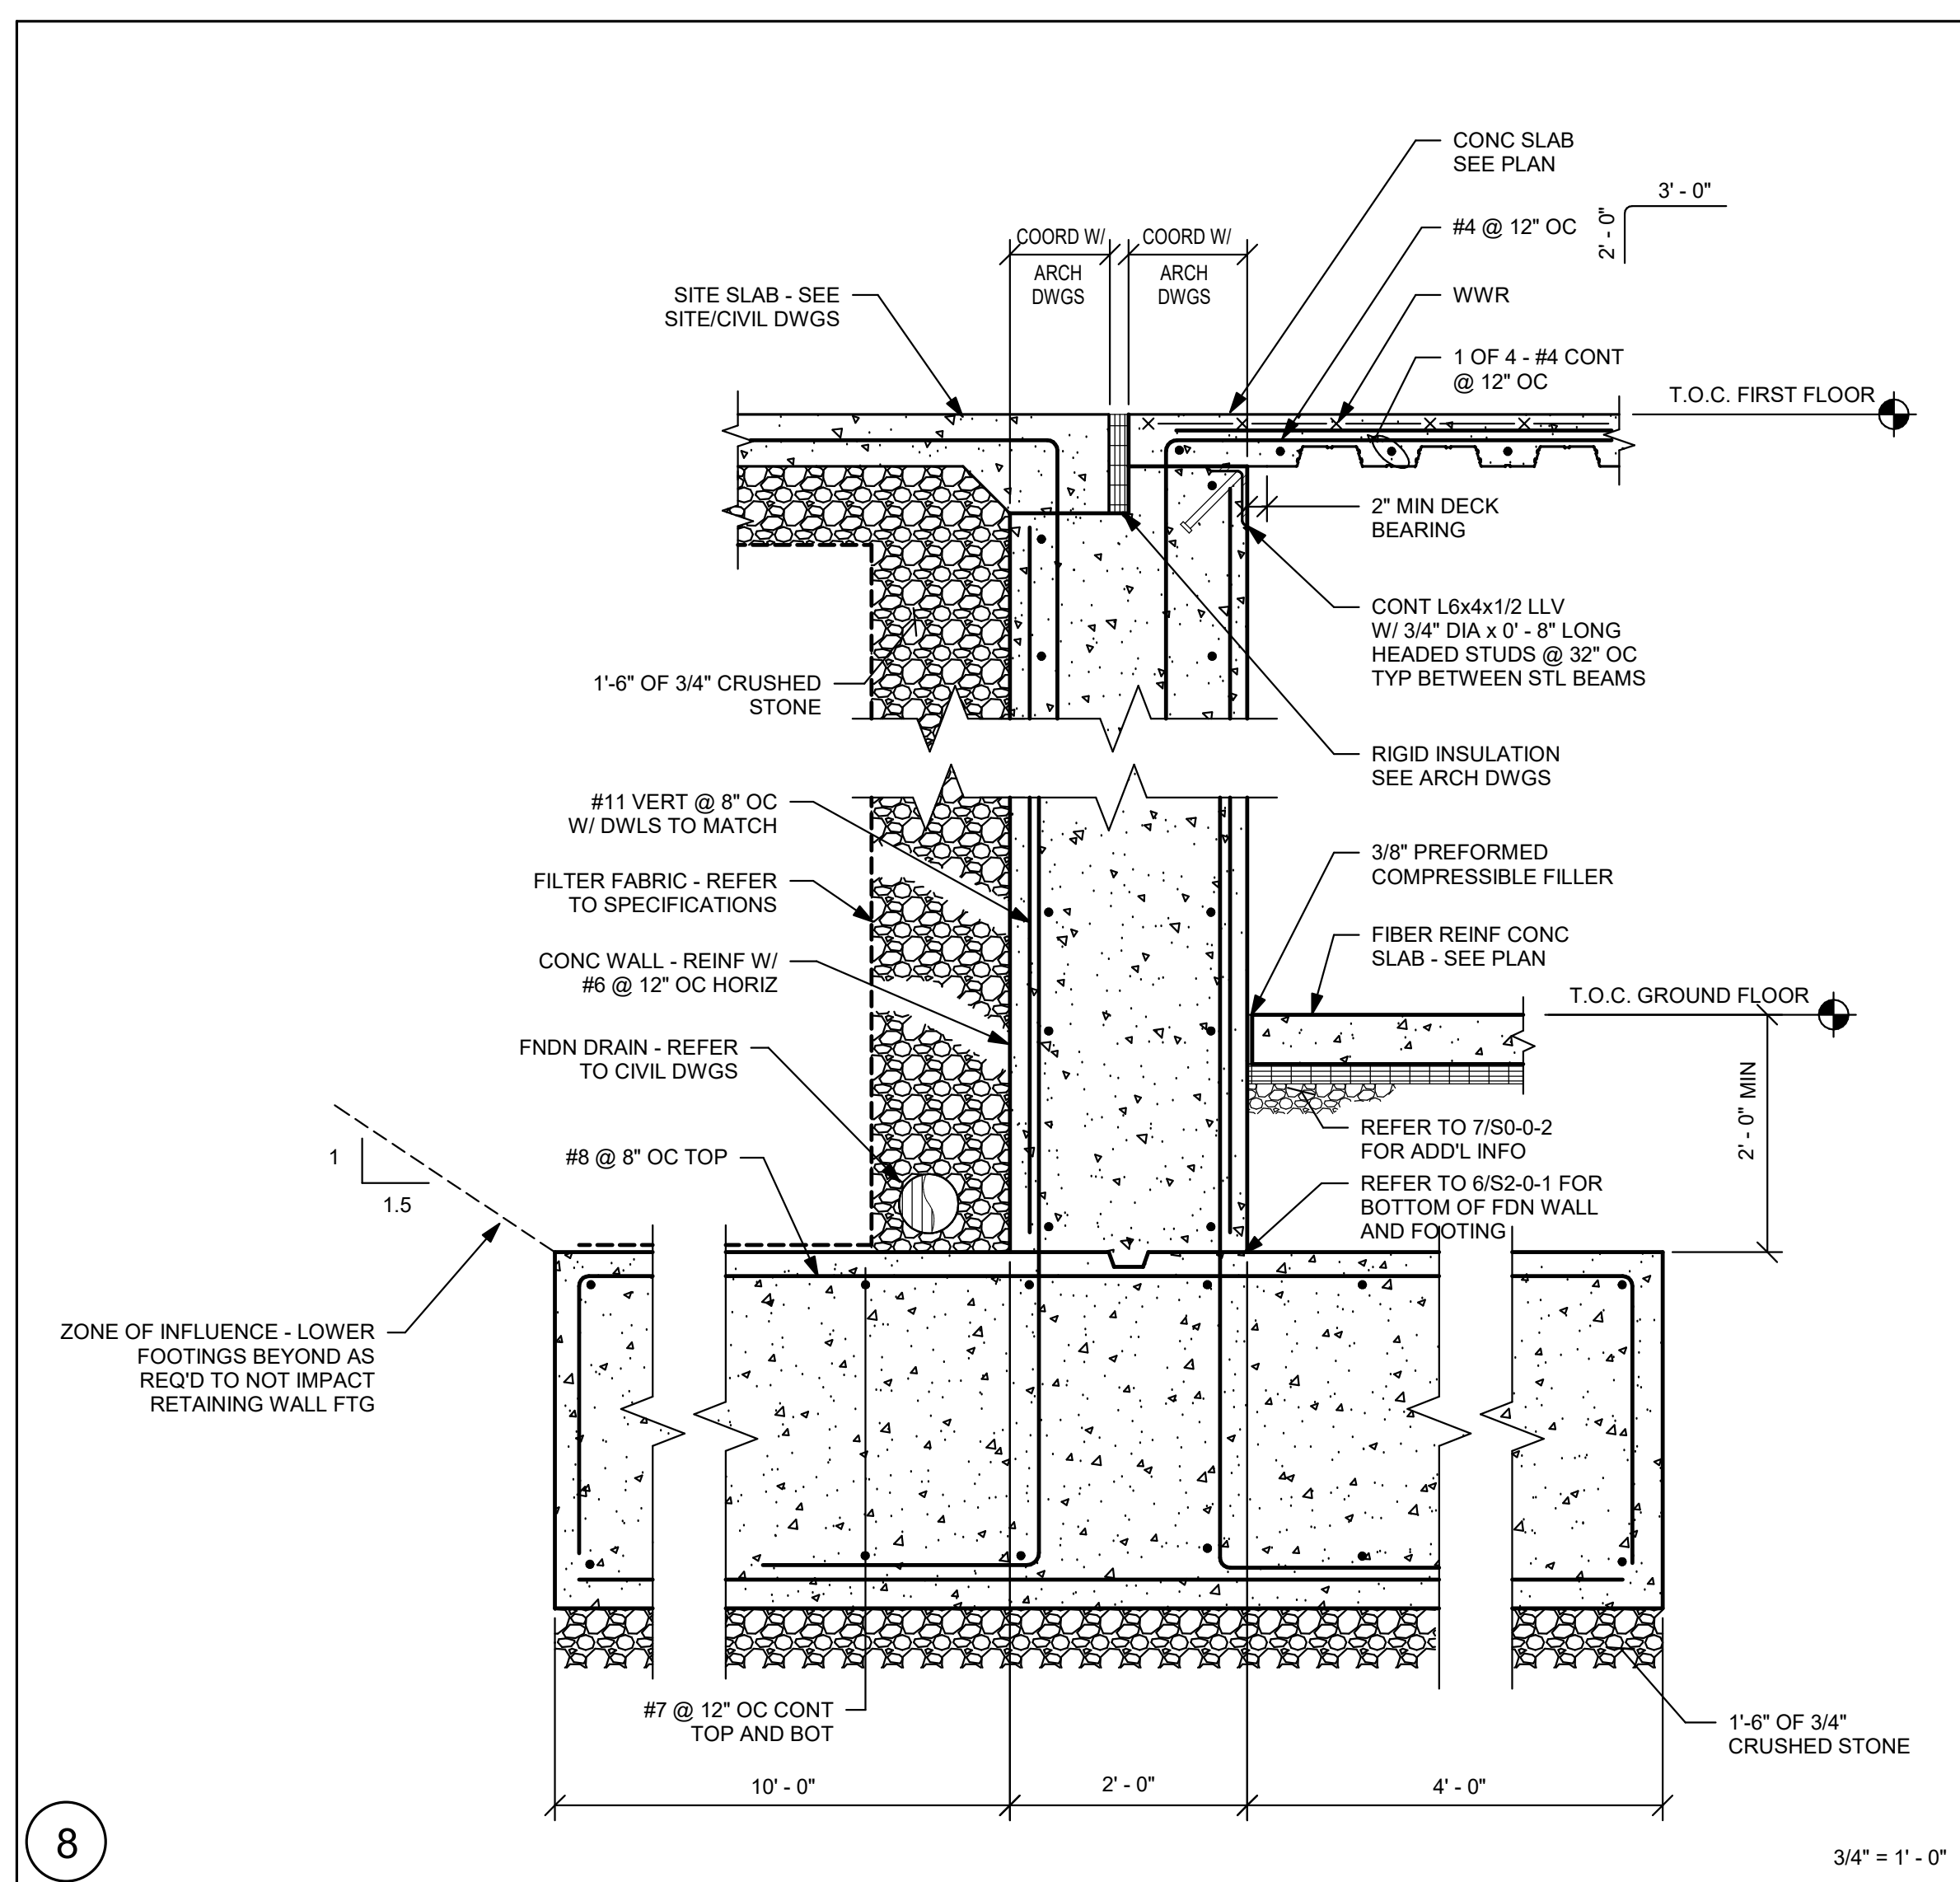 CONC SLAB
SEE PLAN
3' - 0"
2' - 0"
#4 @ 12" OC
COORD W/
ARCH
DWGS
COORD W/
ARCH
DWGS
SITE SLAB - SEE
SITE/CIVIL DWGS
WWR
1 OF 4 - #4 CONT
@ 12" OC
T.O.C. FIRST FLOOR
2" MIN DECK
BEARING
CONT L6x4x1/2 LLV
W/ 3/4" DIA x 0' - 8" LONG
HEADED STUDS @ 32" OC
TYP BETWEEN STL BEAMS
1'-6" OF 3/4" CRUSHED
STONE
RIGID INSULATION
SEE ARCH DWGS
#11 VERT @ 8" OC
W/ DWLS TO MATCH
3/8" PREFORMED
COMPRESSIBLE FILLER
FILTER FABRIC - REFER
TO SPECIFICATIONS
FIBER REINF CONC
SLAB - SEE PLAN
CONC WALL - REINF W/
#6 @ 12" OC HORIZ
T.O.C. GROUND FLOOR
FNDN DRAIN - REFER
TO CIVIL DWGS
2' - 0" MIN
REFER TO 7/S0-0-2
FOR ADD'L INFO
#8 @ 8" OC TOP
1
1.5
REFER TO 6/S2-0-1 FOR
BOTTOM OF FDN WALL
AND FOOTING
ZONE OF INFLUENCE - LOWER
FOOTINGS BEYOND AS
REQ'D TO NOT IMPACT
RETAINING WALL FTG
#7 @ 12" OC CONT
TOP AND BOT
1'-6" OF 3/4"
CRUSHED STONE
10' - 0"
2' - 0"
4' - 0"
8
3/4" = 1' - 0"